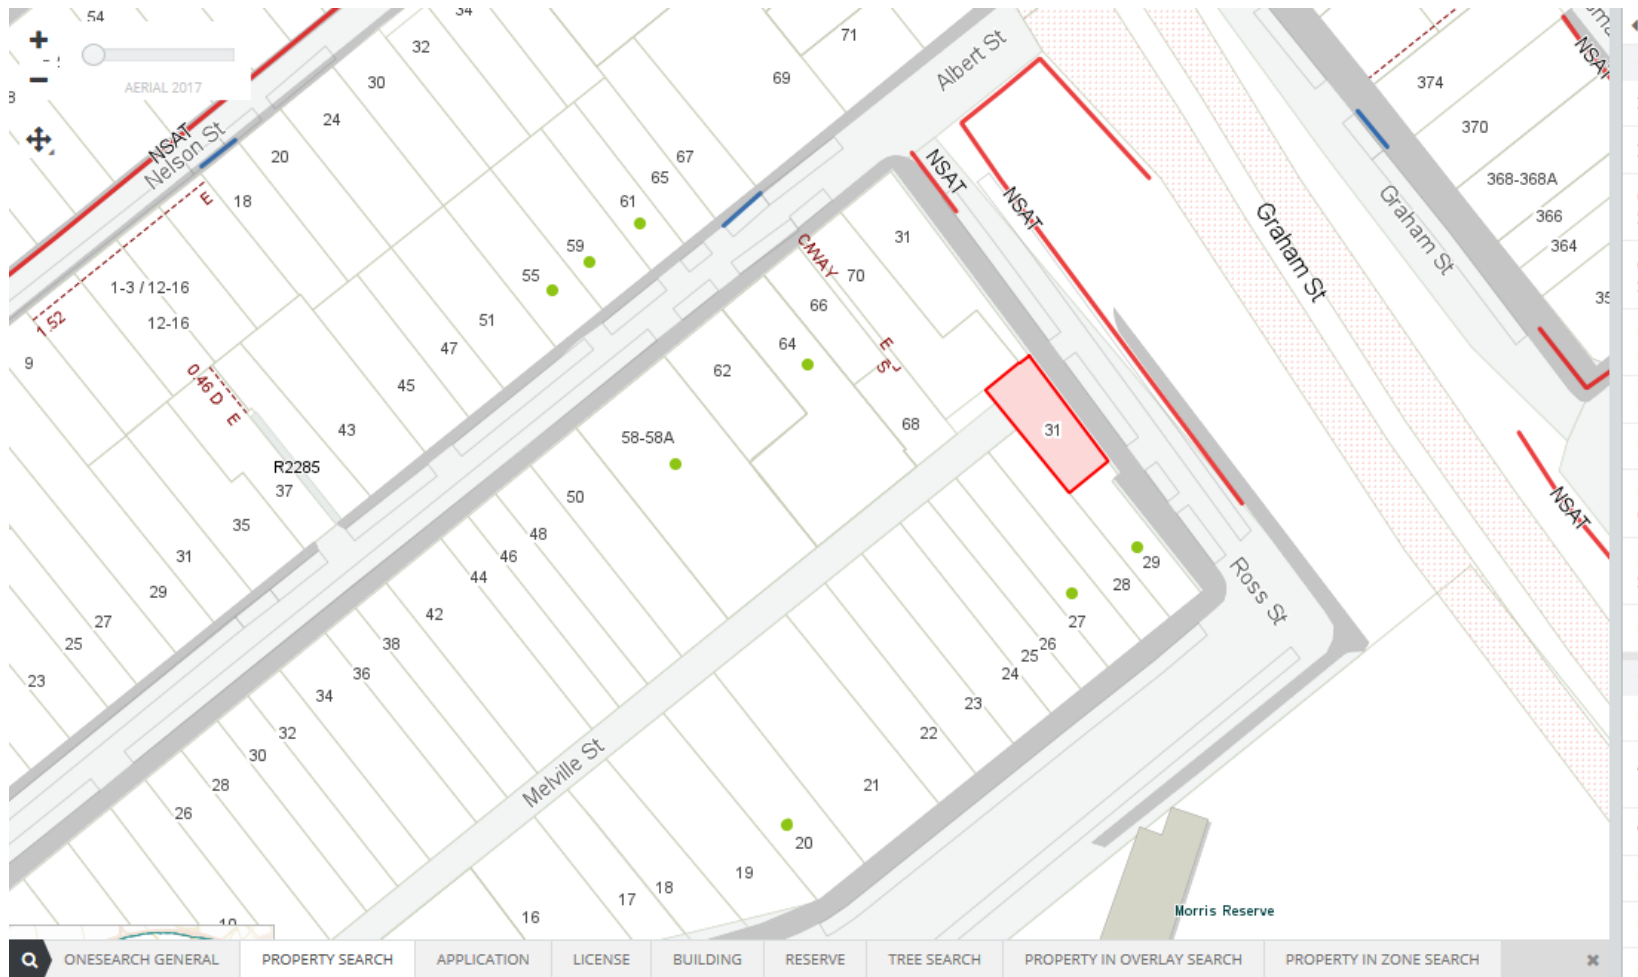 54
34
32
30
24
20
18
71
69
67
65
61
59
55
51
47
45
43
AERIAL 2017
NSAT
Nelson St
E
1-3 / 12-16
12-16
1.52
9
0.46 D
E
R2285
37
35
31
29
27
25
23
Albert St
NSAT
NSAT
Graham St
Graham St
NSAT
374
370
368-368A
366
364
31
C/WAY
70
66
64
62
E
S
68
58-58A
50
48
46
44
42
38
36
34
32
30
28
26
31
NSAT
29
28
27
26
25
24
23
22
21
20
19
18
17
16
Ross St
Melville St
Morris Reserve
ONESEARCH GENERAL
PROPERTY SEARCH
APPLICATION
LICENSE
BUILDING
RESERVE
TREE SEARCH
PROPERTY IN OVERLAY SEARCH
PROPERTY IN ZONE SEARCH